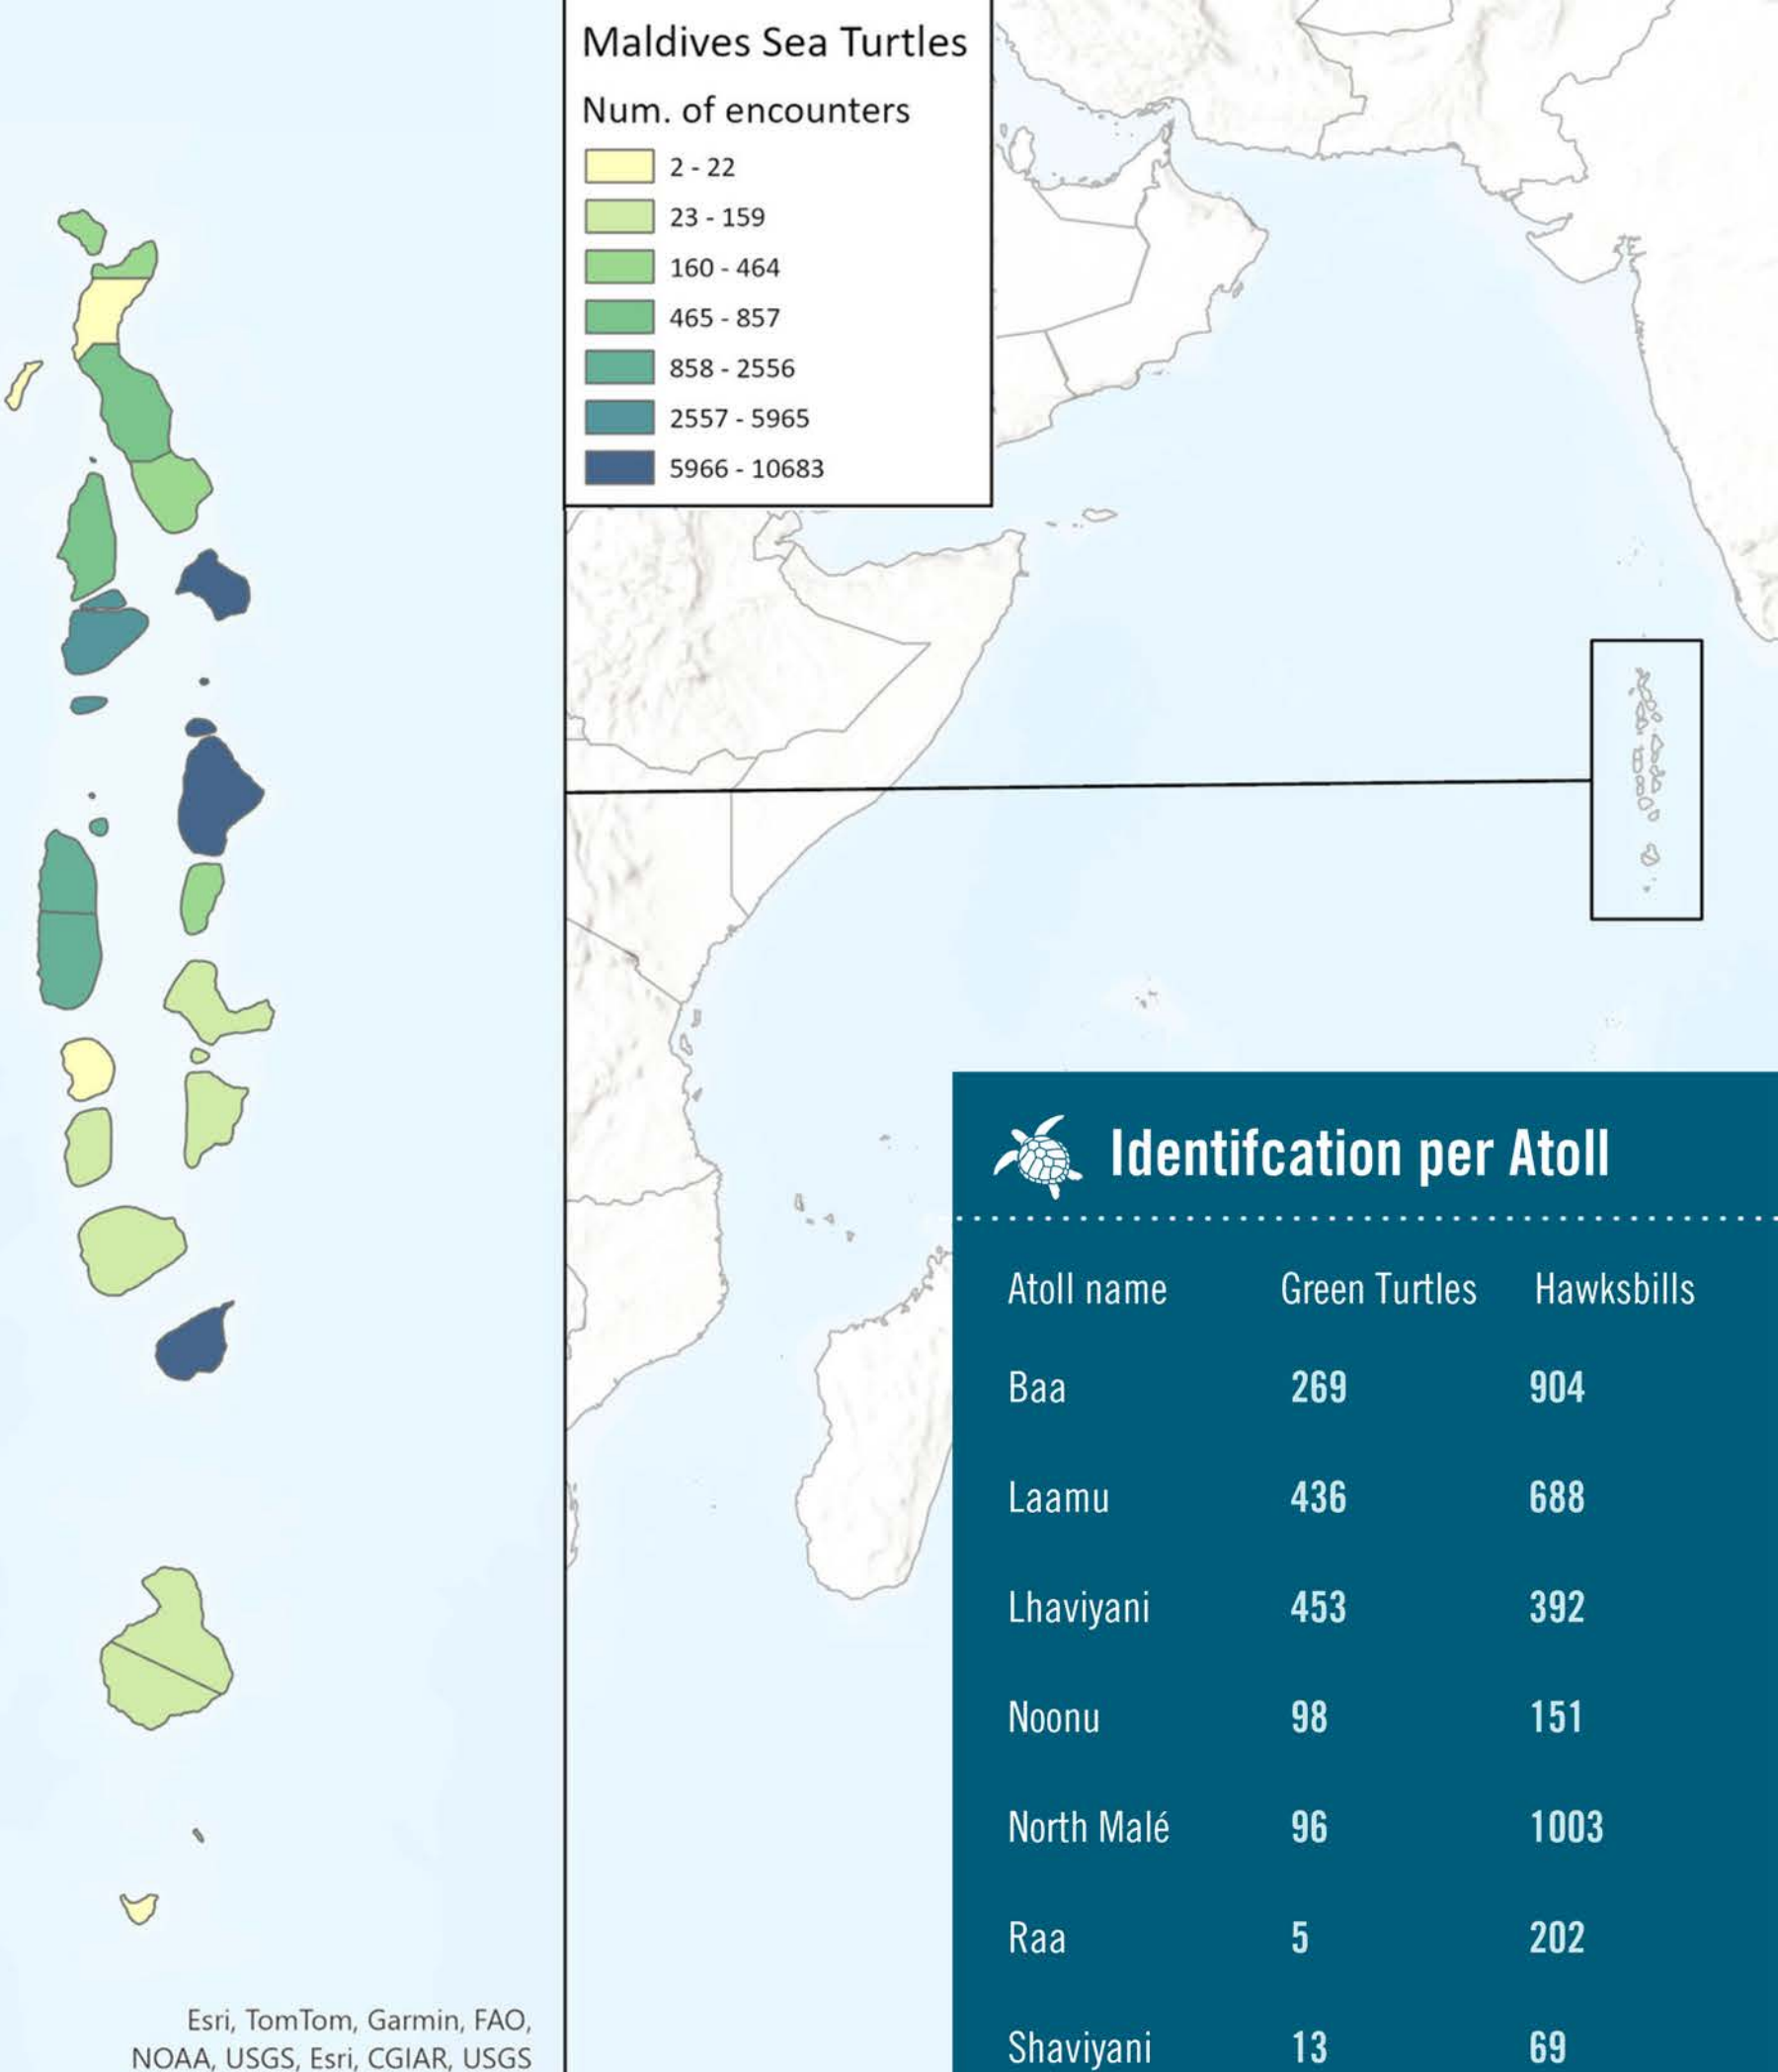 Maldives Sea Turtles
Num. of encounters
2 - 22
23 - 159
160 - 464
465 - 857
858 - 2556
2557 - 5965
5966 - 10683
Identifcation per Atoll
Atoll name Green Turtles Hawksbills
Baa 269 904
Laamu 436 688
Lhaviyani 453 392
Noonu 98 151
North Malé 96 1003
Raa 5 202
Shaviyani 13 69
Esri, TomTom, Garmin, FAO,
NOAA, USGS, Esri, CGIAR, USGS